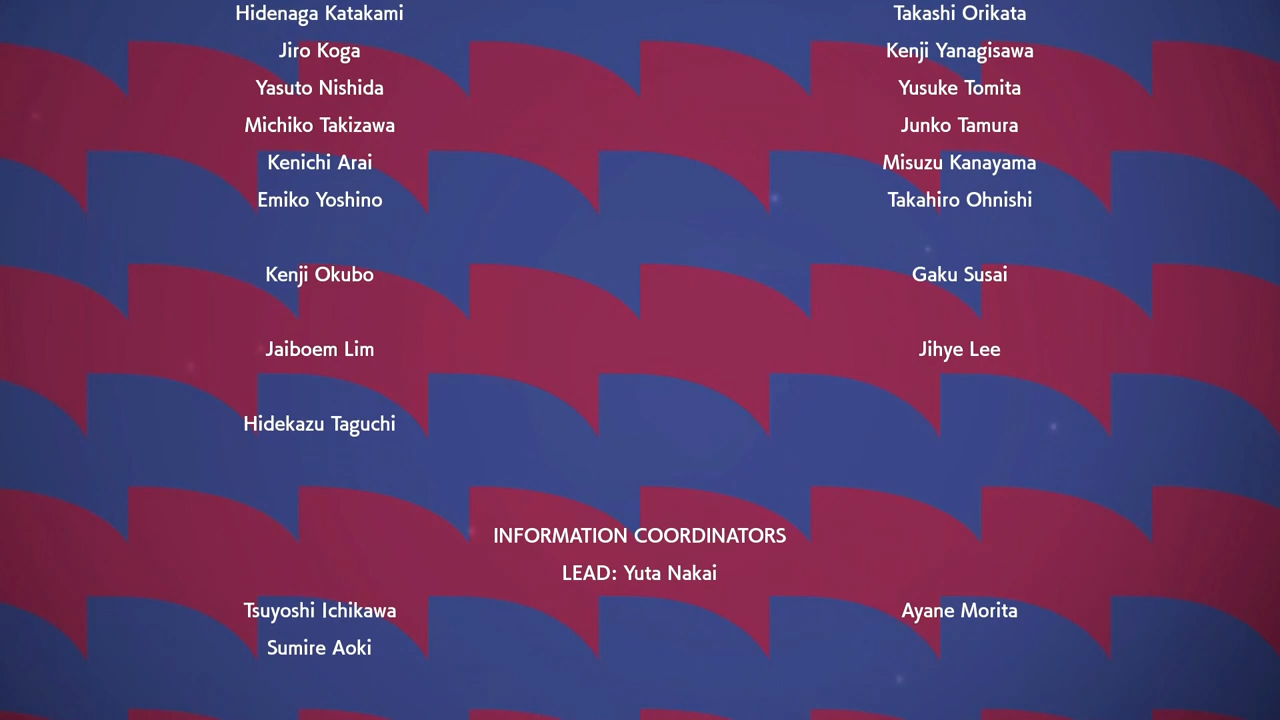 Hidenaga Katakami Takashi Orikata
Jiro Koga Kenji Yanagisawa
Yasuto Nishida Yusuke Tomita
Michiko Takizawa Junko Tamura
Kenichi Arai Misuzu Kanayama
Emiko Yoshino Takahiro Ohnishi
Kenji Okubo Gaku Susai
Jaiboem Lim Jihye Lee
Hidekazu Taguchi
INFORMATION COORDINATORS
LEAD: Yuta Nakai
Tsuyoshi Ichikawa Ayane Morita
Sumire Aoki